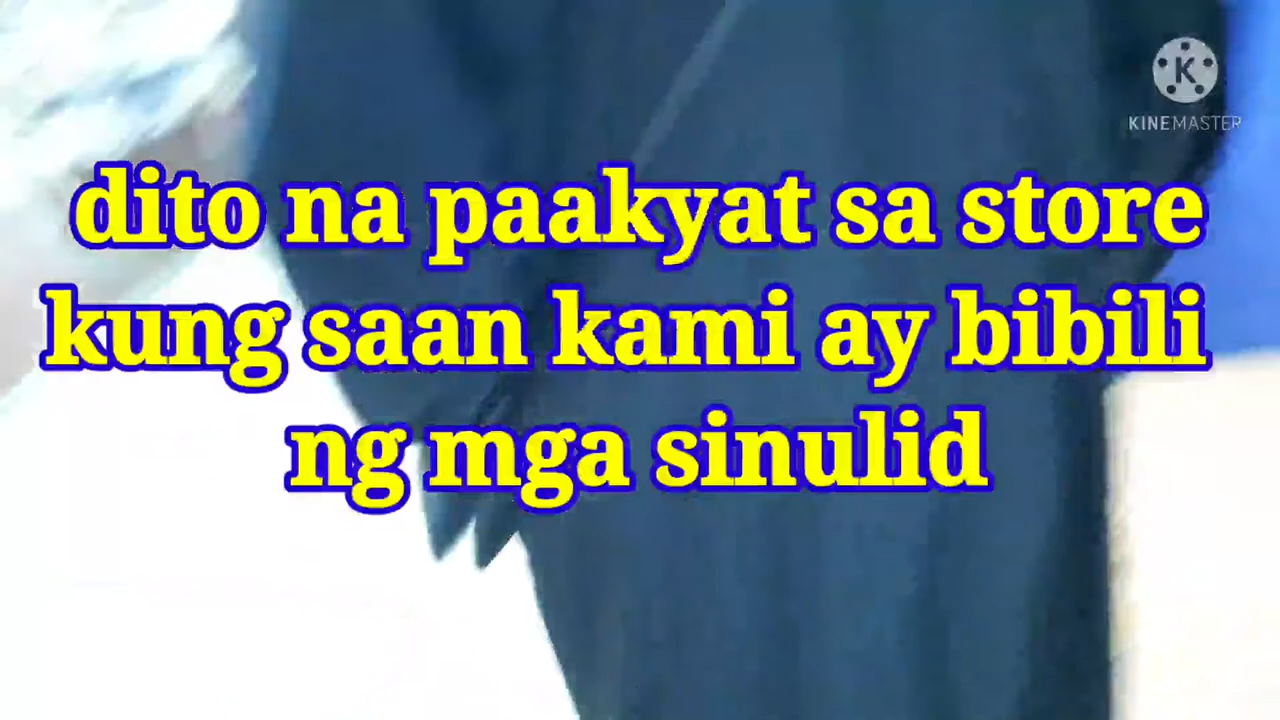 KINEMASTER
dito na paakyat sa store
kung saan kami ay bibili
ng mga sinulid